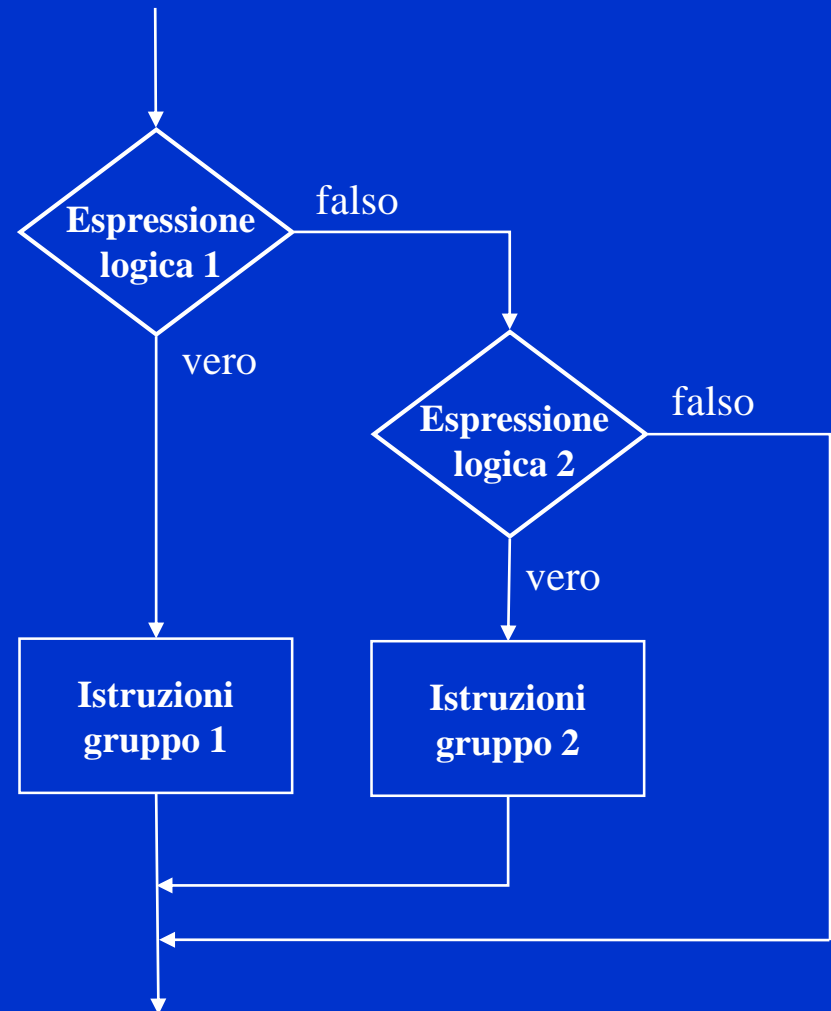 Espressione
logica 1
falso
vero
Espressione
logica 2
falso
vero
Istruzioni
gruppo 1
Istruzioni
gruppo 2